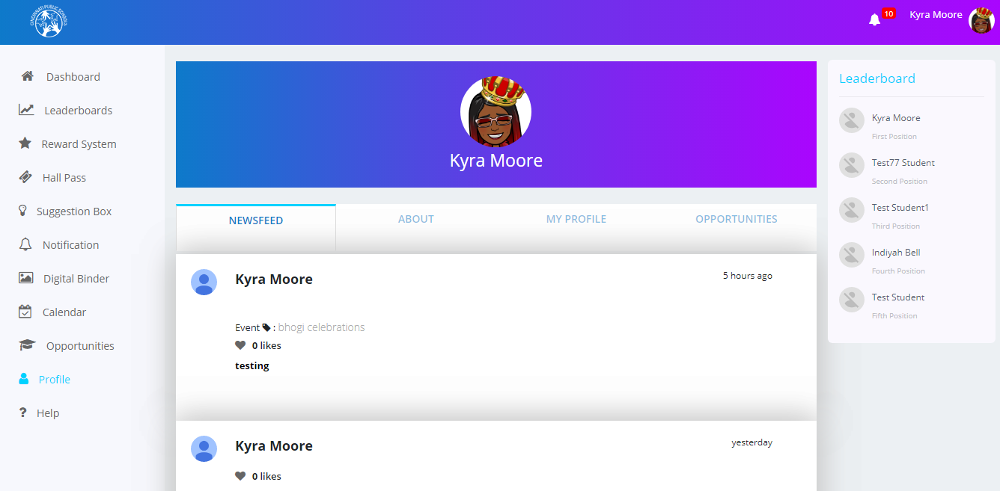 CINCINNATI PUBLIC SCHOOLS
10
Kyra Moore
Dashboard
Leaderboards
Reward System
Hall Pass
Suggestion Box
Notification
Digital Binder
Calendar
Opportunities
Profile
Help
Kyra Moore
NEWSFEED
ABOUT
MY PROFILE
OPPORTUNITIES
Kyra Moore
5 hours ago
Event : bhogi celebrations
0 likes
testing
Kyra Moore
yesterday
0 likes
Leaderboard
Kyra Moore
First Position
Test77 Student
Second Position
Test Student1
Third Position
Indiyah Bell
Fourth Position
Test Student
Fifth Position